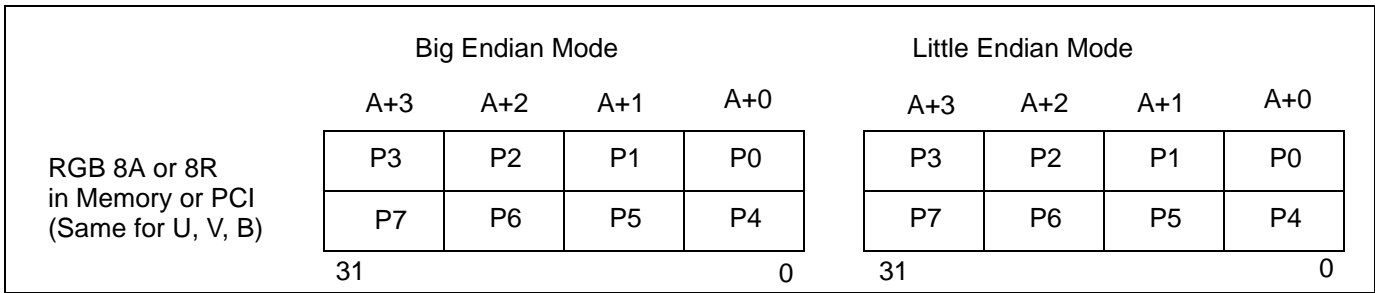 Big Endian Mode Little Endian Mode
A+3 A+2 A+1 A+0 A+3 A+2 A+1 A+0
RGB 8A or 8R
in Memory or PCI
(Same for U, V, B)
P3 P2 P1 P0 P3 P2 P1 P0
P7 P6 P5 P4 P7 P6 P5 P4
31 0 31 0